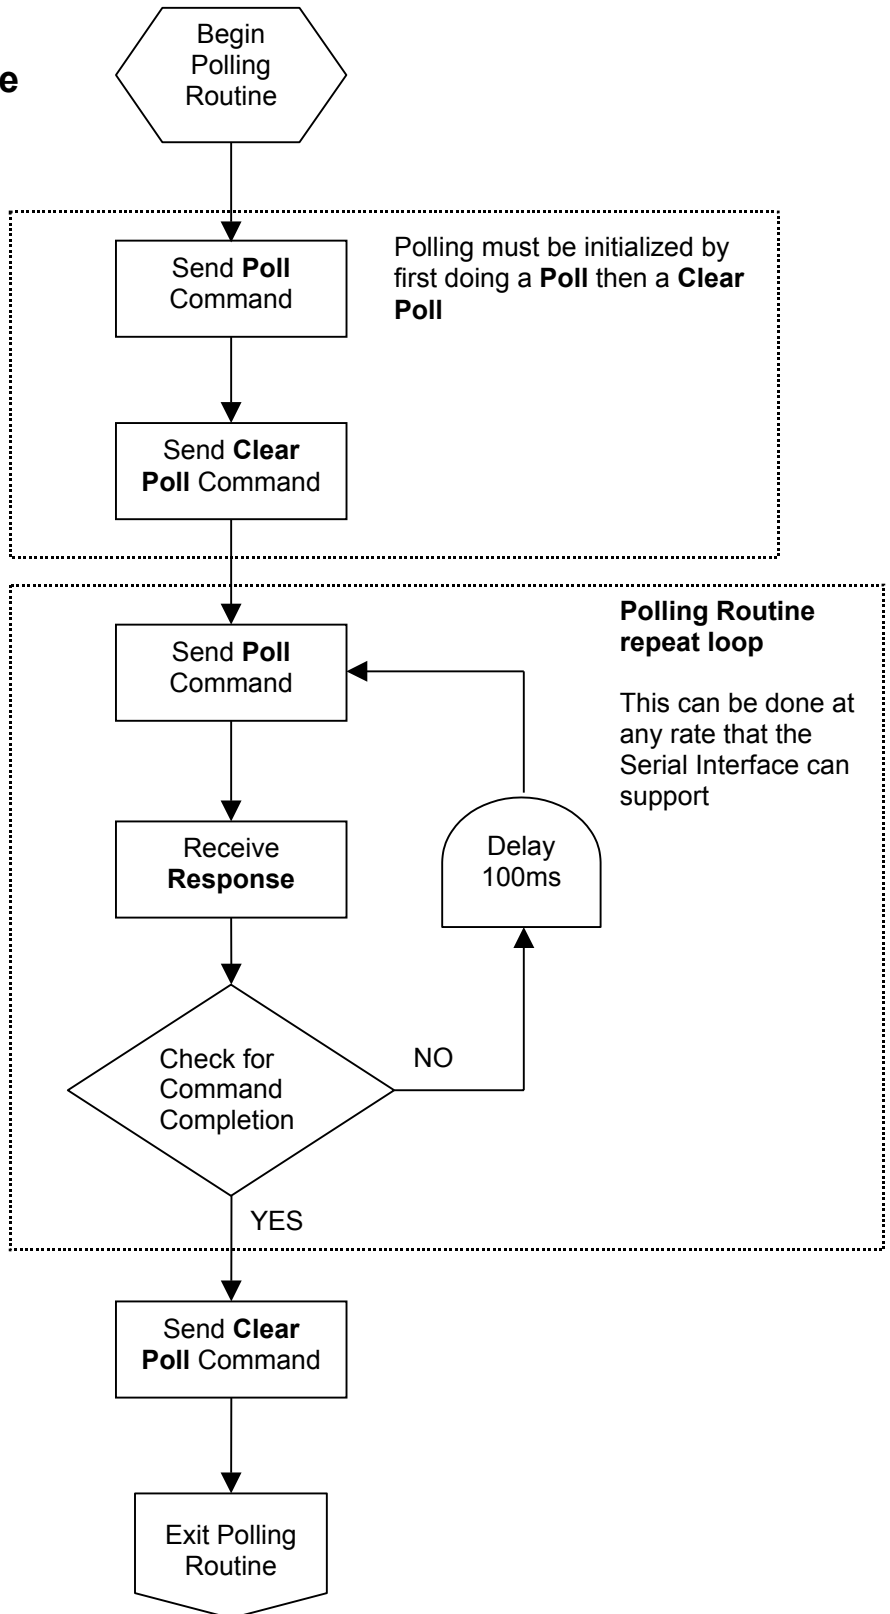 Begin
Polling
Routine
e
Send Poll
Command
Polling must be initialized by
first doing a Poll then a Clear
Poll
Send Clear
Poll Command
Send Poll
Command
Polling Routine
repeat loop
This can be done at
any rate that the
Serial Interface can
support
Receive
Response
Delay
100ms
Check for
Command
Completion
NO
YES
Send Clear
Poll Command
Exit Polling
Routine